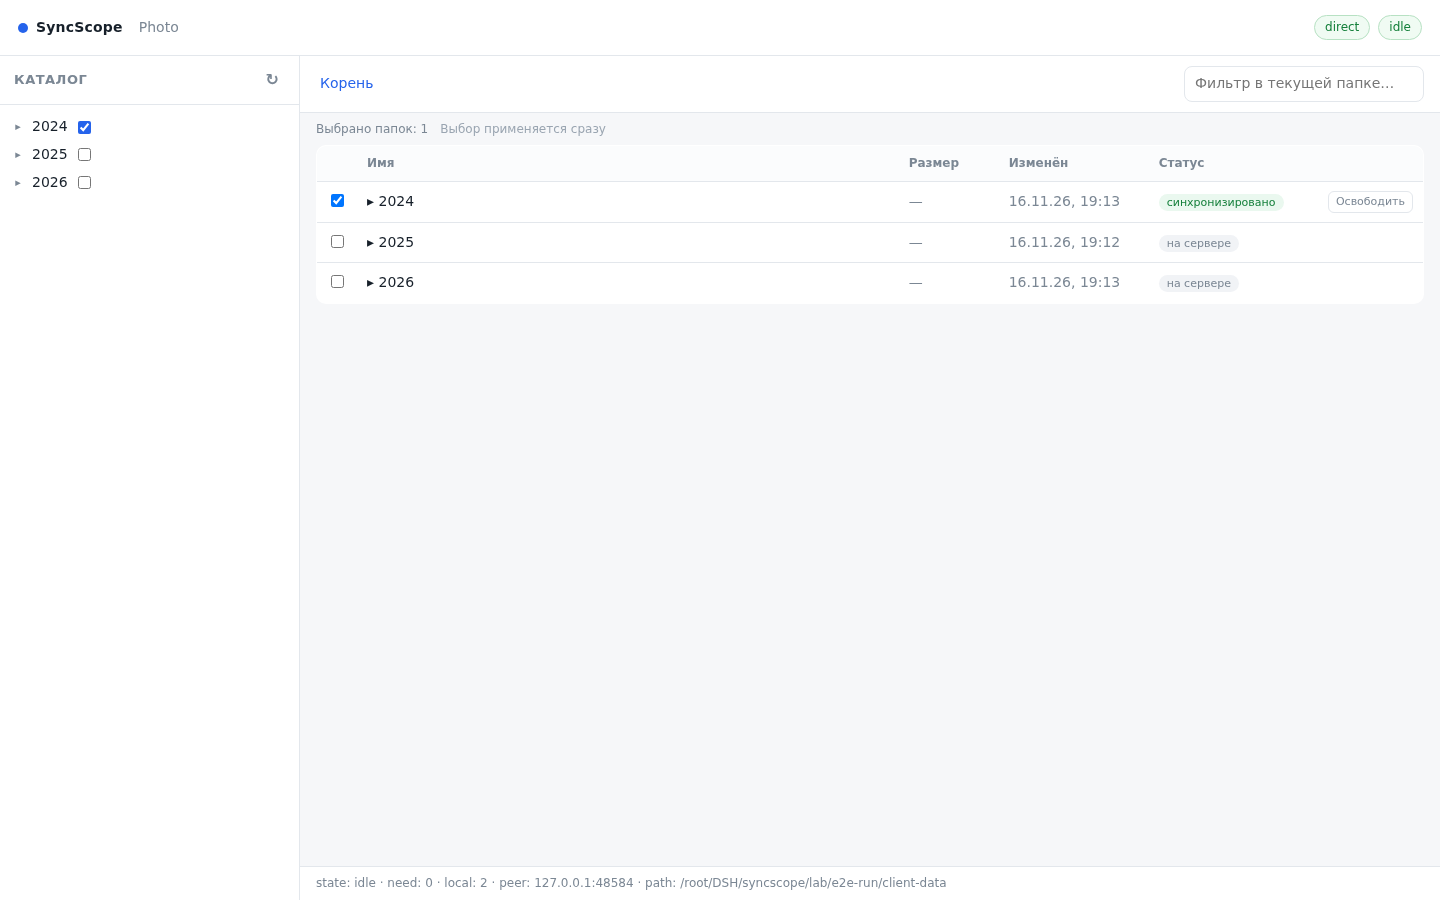 SyncScope Photo direct idle
КАТАЛОГ ↻
▸ 2024
▸ 2025
▸ 2026
Корень Фильтр в текущей папке...
Выбрано папок: 1 Выбор применяется сразу
Имя Размер Изменён Статус
▸ 2024 — 16.11.26, 19:13 синхронизировано Освободить
▸ 2025 — 16.11.26, 19:12 на сервере
▸ 2026 — 16.11.26, 19:13 на сервере
state: idle · need: 0 · local: 2 · peer: 127.0.0.1:48584 · path: /root/DSH/syncscope/lab/e2e-run/client-data